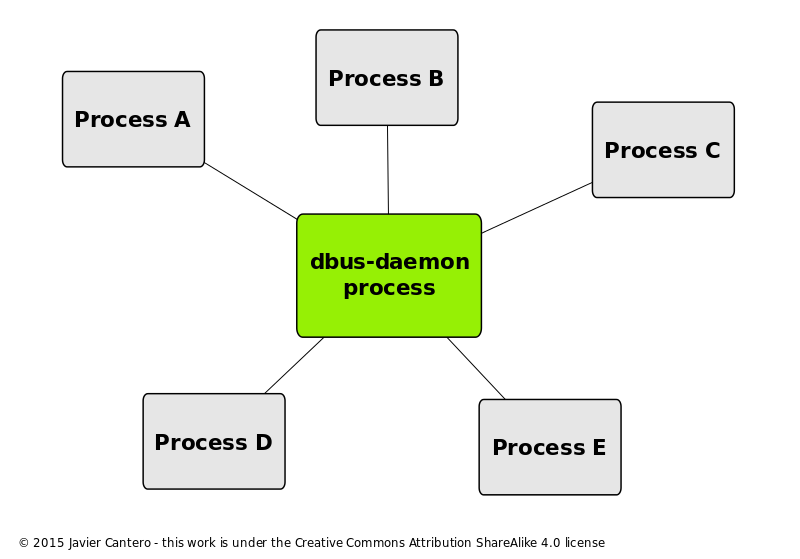 Process B
Process A
Process C
dbus-daemon
process
Process D
Process E
© 2015 Javier Cantero - this work is under the Creative Commons Attribution ShareAlike 4.0 license